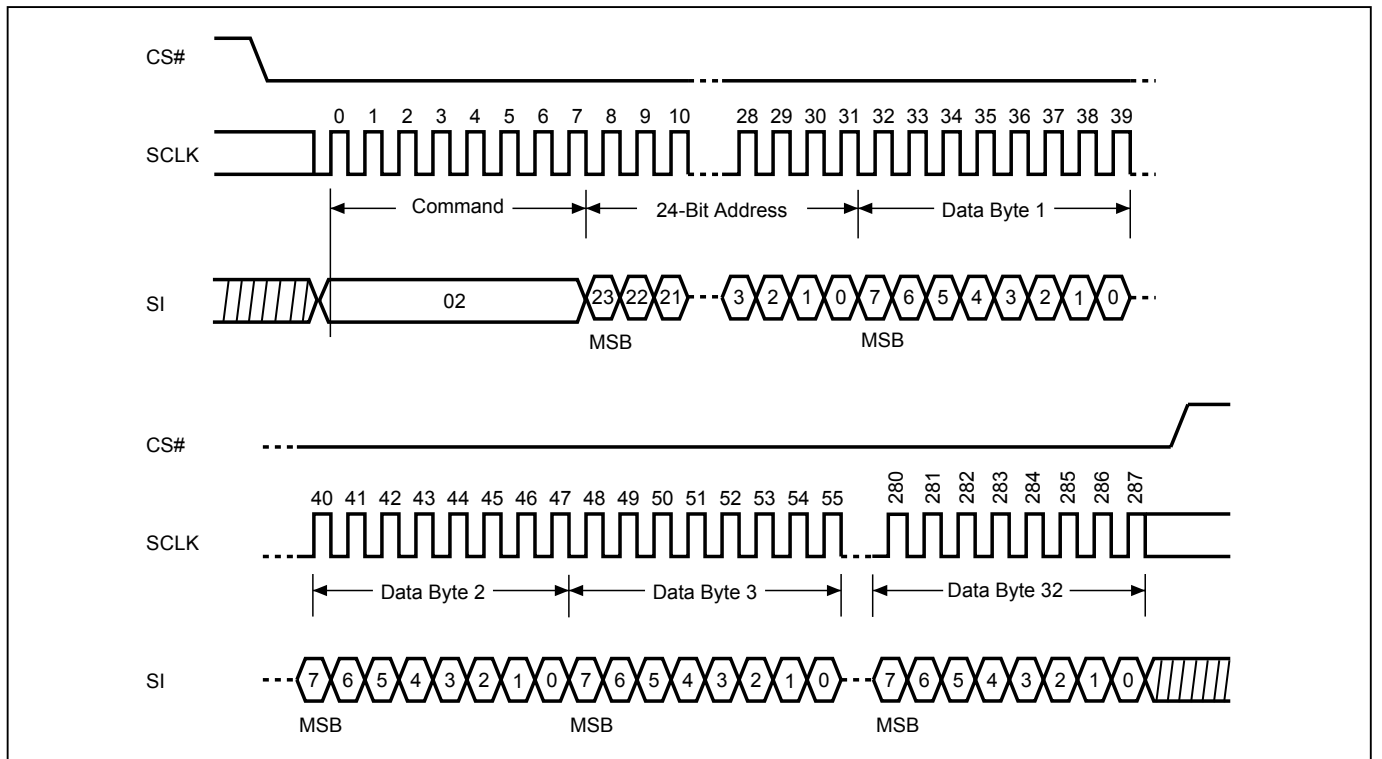 CS#
0 1 2 3 4 5 6 7 8 9 10 28 29 30 31 32 33 34 35 36 37 38 39
SCLK
Command 24-Bit Address Data Byte 1
SI 02 23 22 21 3 2 1 0 7 6 5 4 3 2 1 0
MSB MSB
CS#
40 41 42 43 44 45 46 47 48 49 50 51 52 53 54 55 280 281 282 283 284 285 286 287
SCLK
Data Byte 2 Data Byte 3 Data Byte 32
SI 7 6 5 4 3 2 1 0 7 6 5 4 3 2 1 0 7 6 5 4 3 2 1 0
MSB MSB MSB